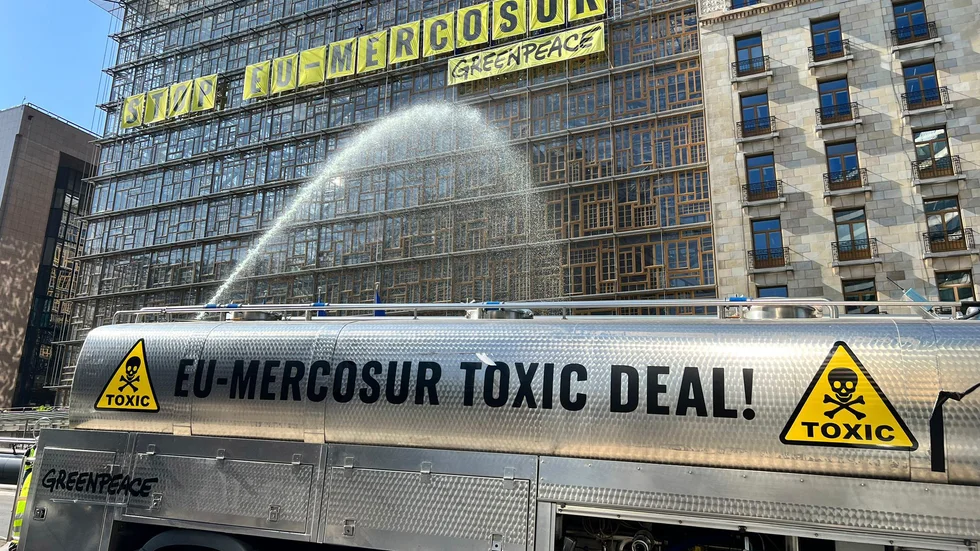 STOP EU-MERCOSUR
GREENPEACE
EU-MERCOSUR TOXIC DEAL!
TOXIC
TOXIC
GREENPEACE